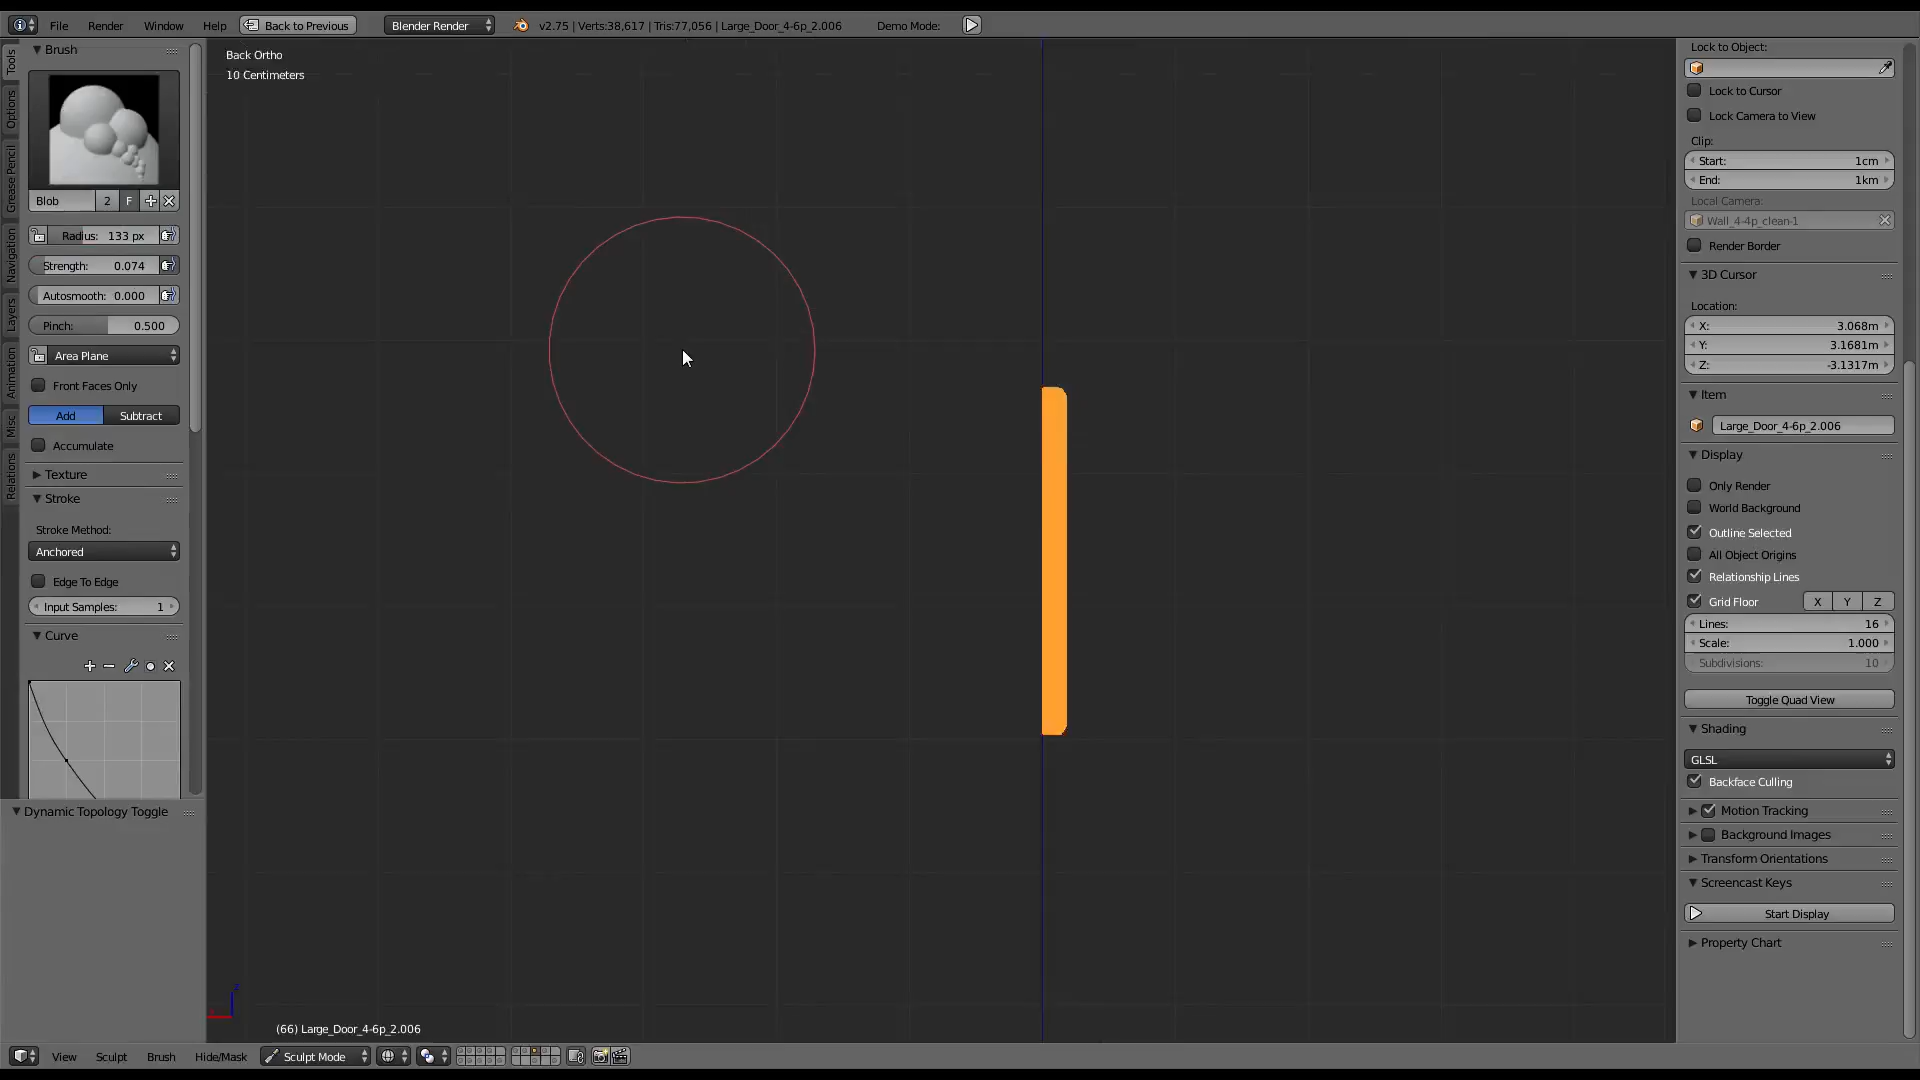 File Render Window Help Back to Previous Blender Render v2.75 | Verts:38,617 | Tris:77,056 | Large_Door_4-6p_2.006 Demo Mode:
Tools
Options
Grease Pencil
Navigation
Layers
Animation
Misc
Relations
Brush
Blob 2 F
Radius: 133 px
Strength: 0.074
Autosmooth: 0.000
Pinch: 0.500
Area Plane
Front Faces Only
Add Subtract
Accumulate
Texture
Stroke
Stroke Method:
Anchored
Edge To Edge
Input Samples: 1
Curve
Dynamic Topology Toggle
Back Ortho
10 Centimeters
z
(66) Large_Door_4-6p_2.006
Lock to Object:
Lock to Cursor
Lock Camera to View
Clip:
Start: 1cm
End: 1km
Local Camera:
Wall_4-4p_clean-1
Render Border
3D Cursor
Location:
X: 3.068m
Y: 3.1681m
Z: -3.1317m
Item
Large_Door_4-6p_2.006
Display
Only Render
World Background
Outline Selected
All Object Origins
Relationship Lines
Grid Floor X Y Z
Lines: 16
Scale: 1.000
Subdivisions: 10
Toggle Quad View
Shading
GLSL
Backface Culling
Motion Tracking
Background Images
Transform Orientations
Screencast Keys
Start Display
Property Chart
View Sculpt Brush Hide/Mask Sculpt Mode